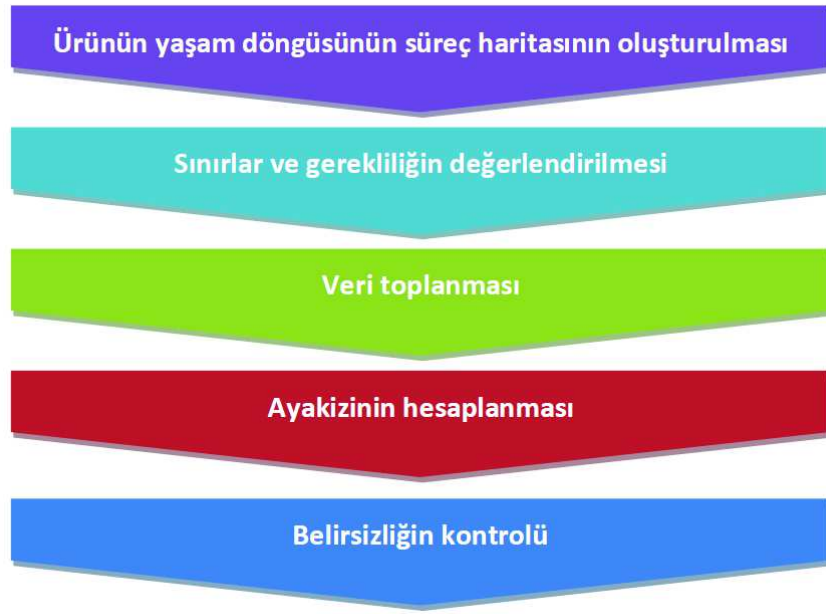 Ürünün yaşam döngüsünün süreç haritasının oluşturulması
Sınırlar ve gerekliliğin değerlendirilmesi
Veri toplanması
Ayakizinin hesaplanması
Belirsizliğin kontrolü